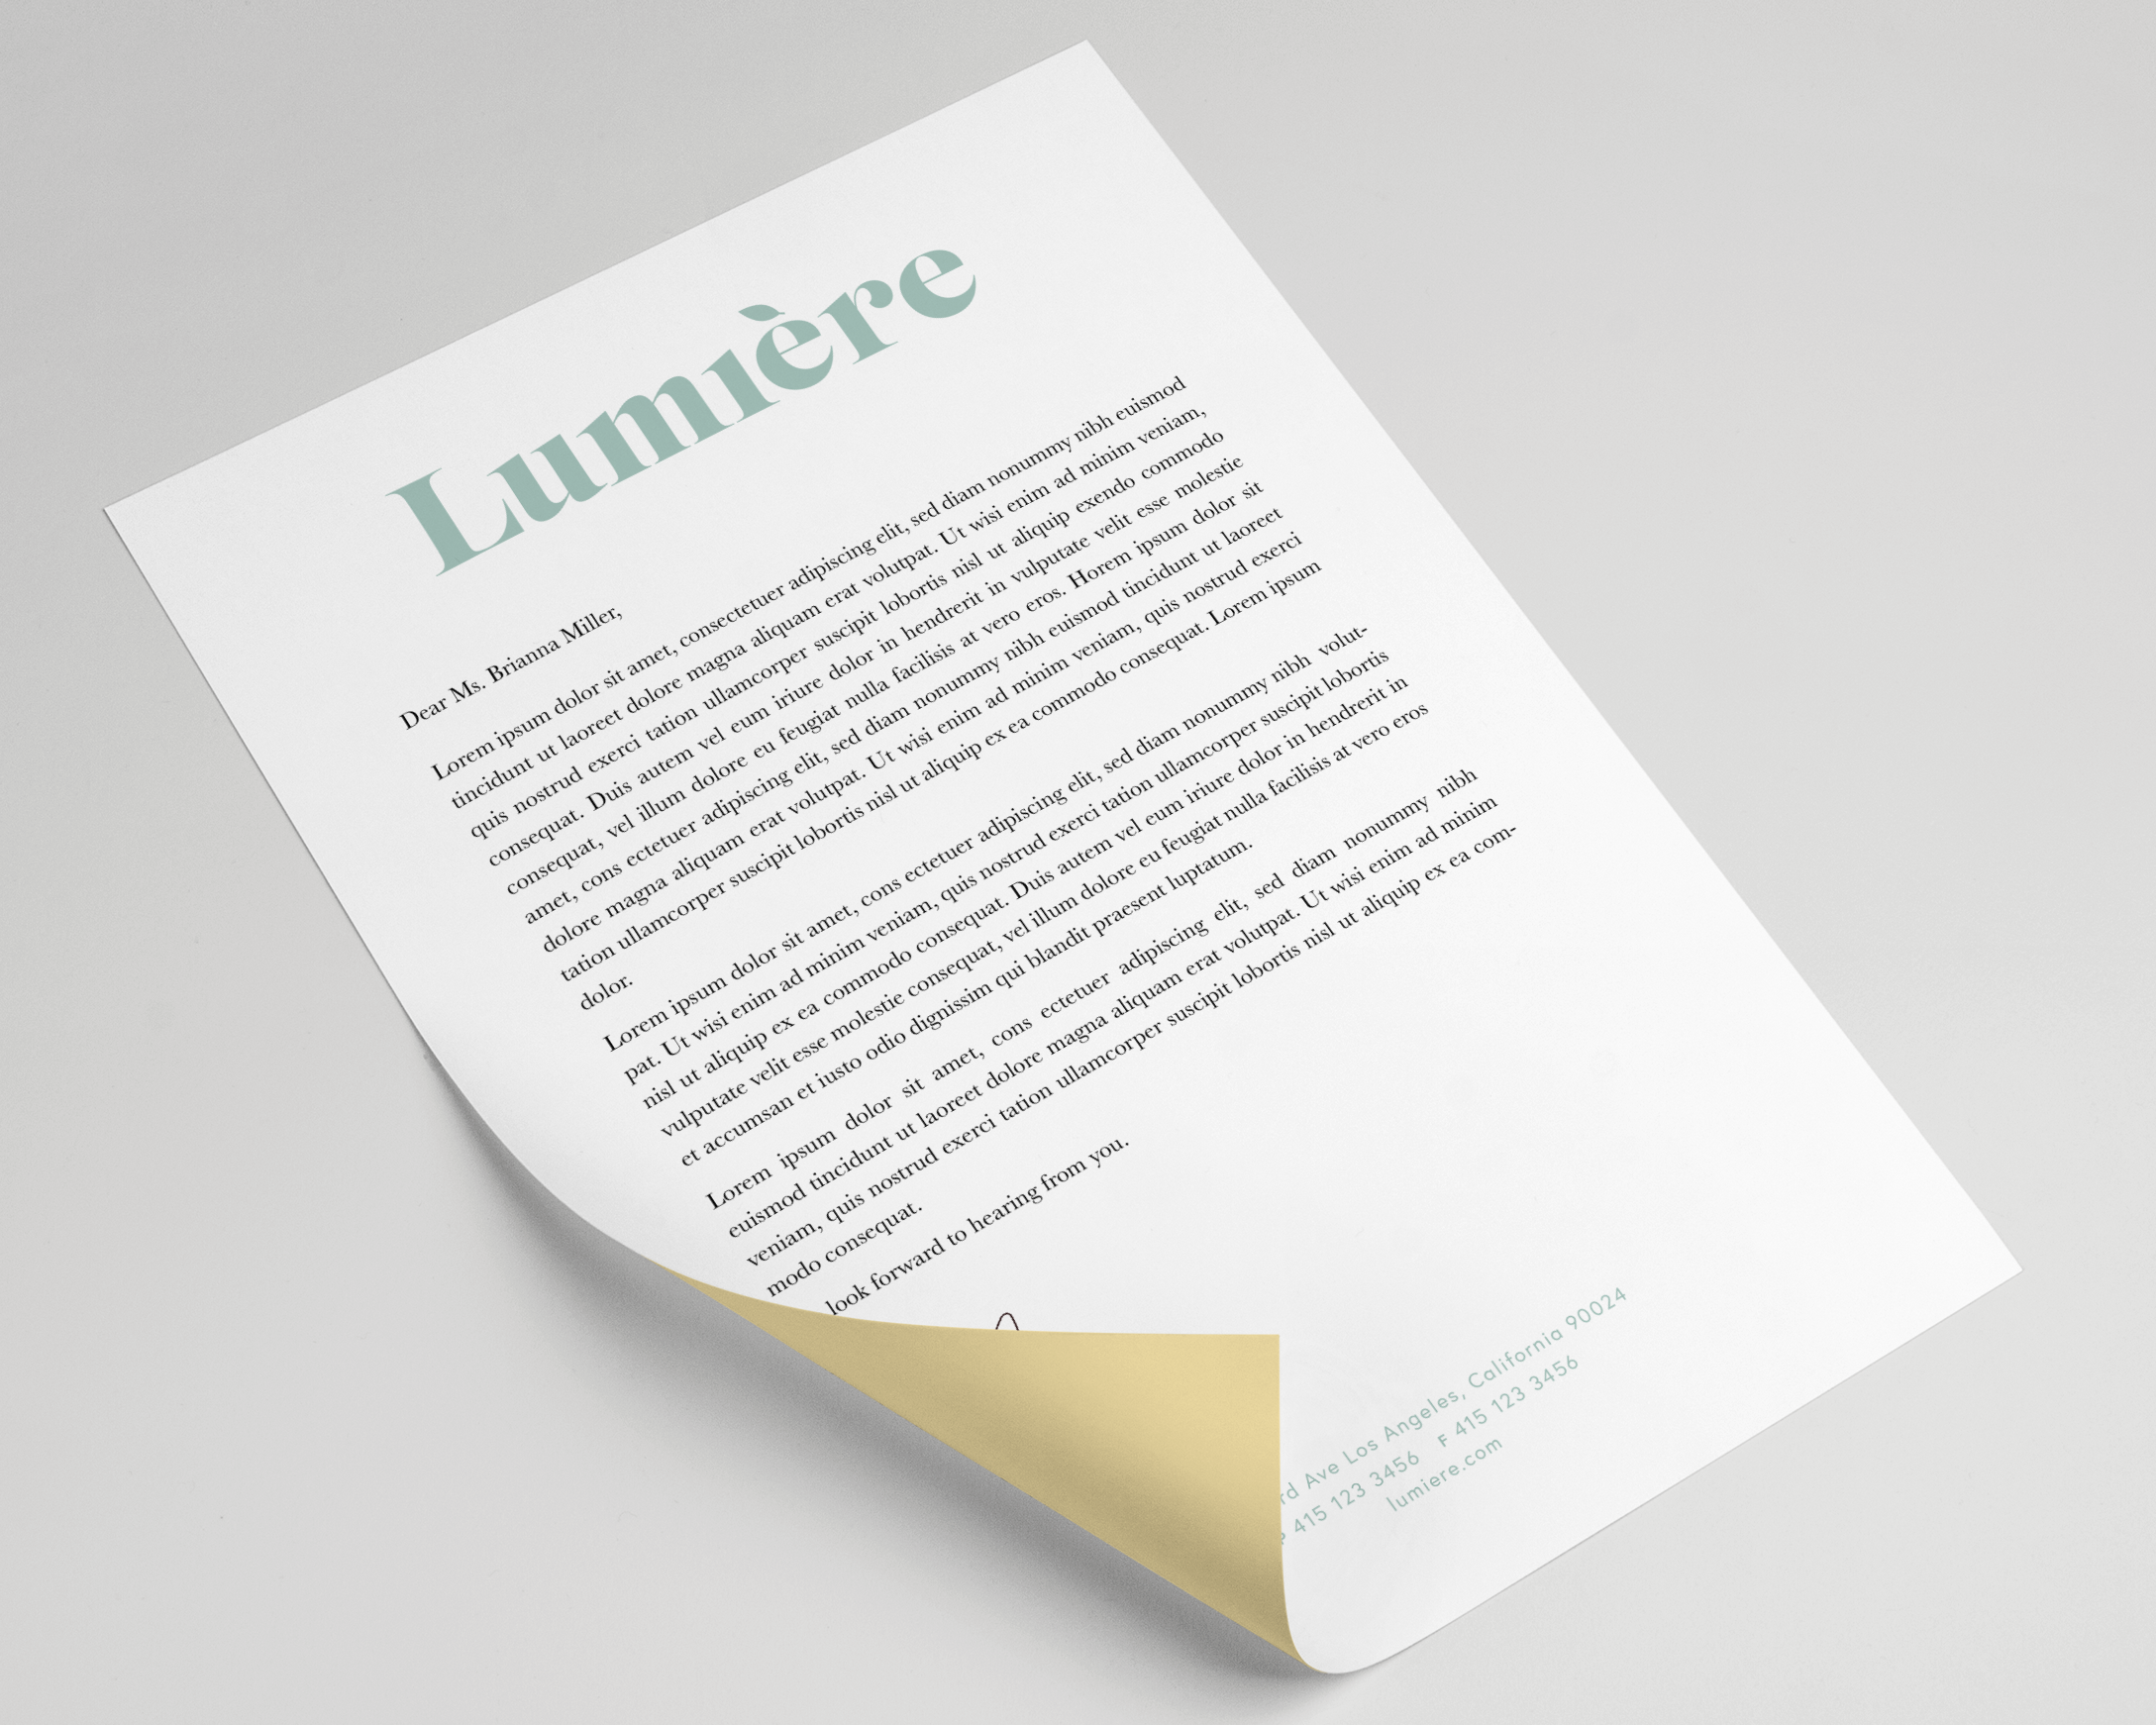 Lumière
Dear Ms. Brianna Miller,
Lorem ipsum dolor sit amet, consectetuer adipiscing elit, sed diam nonummy nibh euismod
tincidunt ut laoreet dolore magna aliquam erat volutpat. Ut wisi enim ad minim veniam,
quis nostrud exerci tation ullamcorper suscipit lobortis nisl ut aliquip exendo commodo
consequat. Duis autem vel eum iriure dolor in hendrerit in vulputate velit esse molestie
consequat, vel illum dolore eu feugiat nulla facilisis at vero eros. Horem ipsum dolor sit
amet, cons ectetuer adipiscing elit, sed diam nonummy nibh euismod tincidunt ut laoreet
dolore magna aliquam erat volutpat. Ut wisi enim ad minim veniam, quis nostrud exerci
tation ullamcorper suscipit lobortis nisl ut aliquip ex ea commodo consequat. Lorem ipsum
dolor.
Lorem ipsum dolor sit amet, cons ectetuer adipiscing elit, sed diam nonummy nibh volut-
pat. Ut wisi enim ad minim veniam, quis nostrud exerci tation ullamcorper suscipit lobortis
nisl ut aliquip ex ea commodo consequat. Duis autem vel eum iriure dolor in hendrerit in
vulputate velit esse molestie consequat, vel illum dolore eu feugiat nulla facilisis at vero eros
et accumsan et iusto odio dignissim qui blandit praesent luptatum.
Lorem ipsum dolor sit amet, cons ectetuer adipiscing elit, sed diam nonummy nibh
euismod tincidunt ut laoreet dolore magna aliquam erat volutpat. Ut wisi enim ad minim
veniam, quis nostrud exerci tation ullamcorper suscipit lobortis nisl ut aliquip ex ea com-
modo consequat.
look forward to hearing from you.
rd Ave Los Angeles, California 90024
P 415 123 3456 F 415 123 3456
lumiere.com